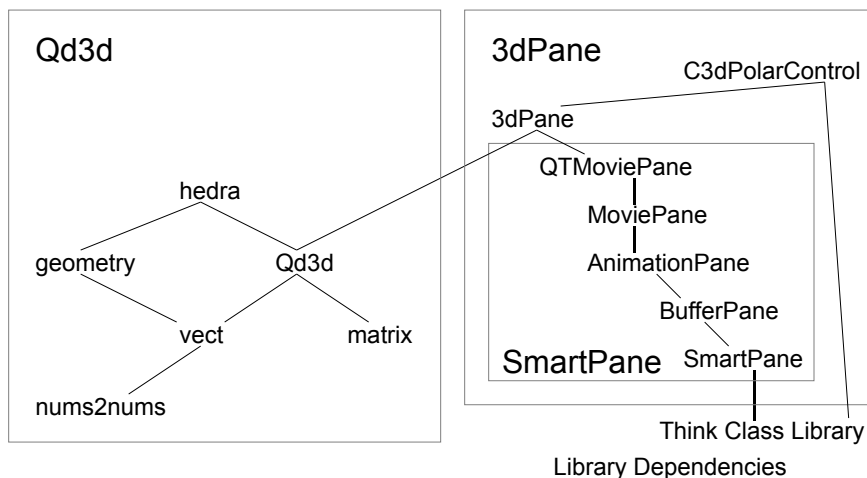 Qd3d
hedra
geometry
Qd3d
vect
matrix
nums2nums
3dPane
C3dPolarControl
3dPane
QTMoviePane
MoviePane
AnimationPane
BufferPane
SmartPane
SmartPane
Think Class Library
Library Dependencies